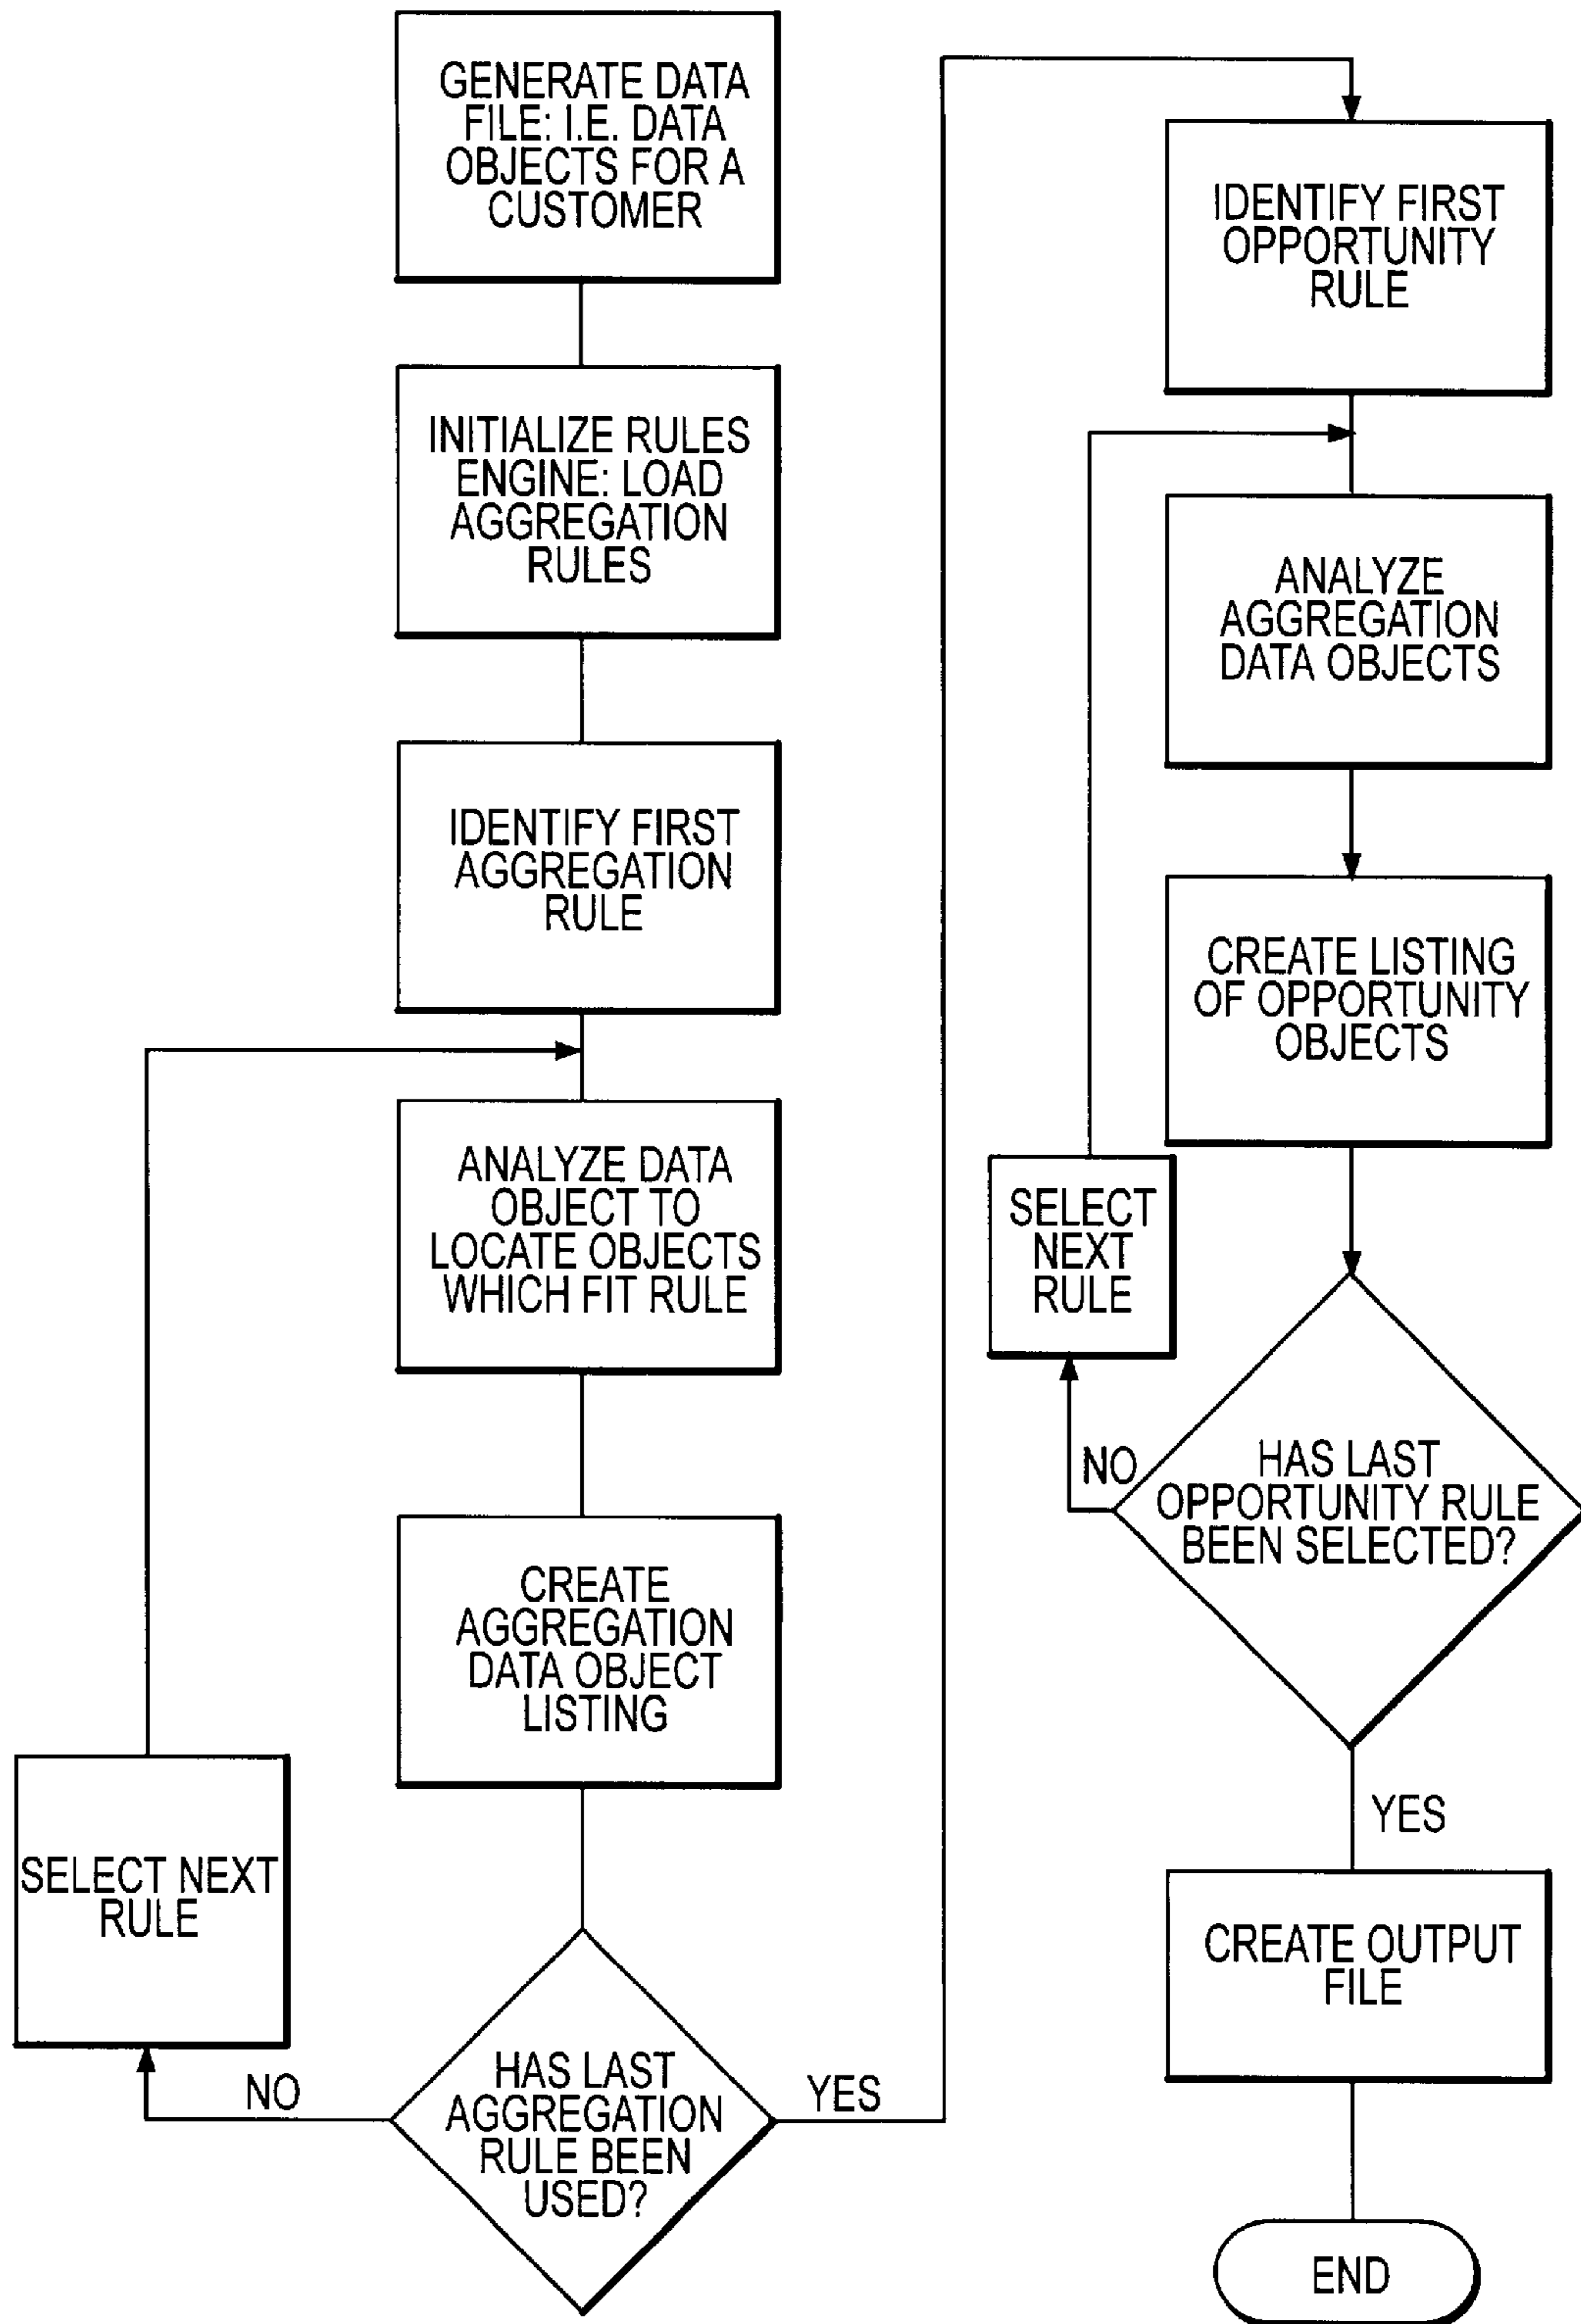 GENERATE DATA
FILE: I.E. DATA
OBJECTS FOR A
CUSTOMER
INITIALIZE RULES
ENGINE: LOAD
AGGREGATION
RULES
IDENTIFY FIRST
AGGREGATION
RULE
ANALYZE DATA
OBJECT TO
LOCATE OBJECTS
WHICH FIT RULE
CREATE
AGGREGATION
DATA OBJECT
LISTING
SELECT NEXT
RULE
NO
HAS LAST
AGGREGATION
RULE BEEN
USED?
YES
IDENTIFY FIRST
OPPORTUNITY
RULE
ANALYZE
AGGREGATION
DATA OBJECTS
CREATE LISTING
OF OPPORTUNITY
OBJECTS
SELECT
NEXT
RULE
NO
HAS LAST
OPPORTUNITY RULE
BEEN SELECTED?
YES
CREATE OUTPUT
FILE
END